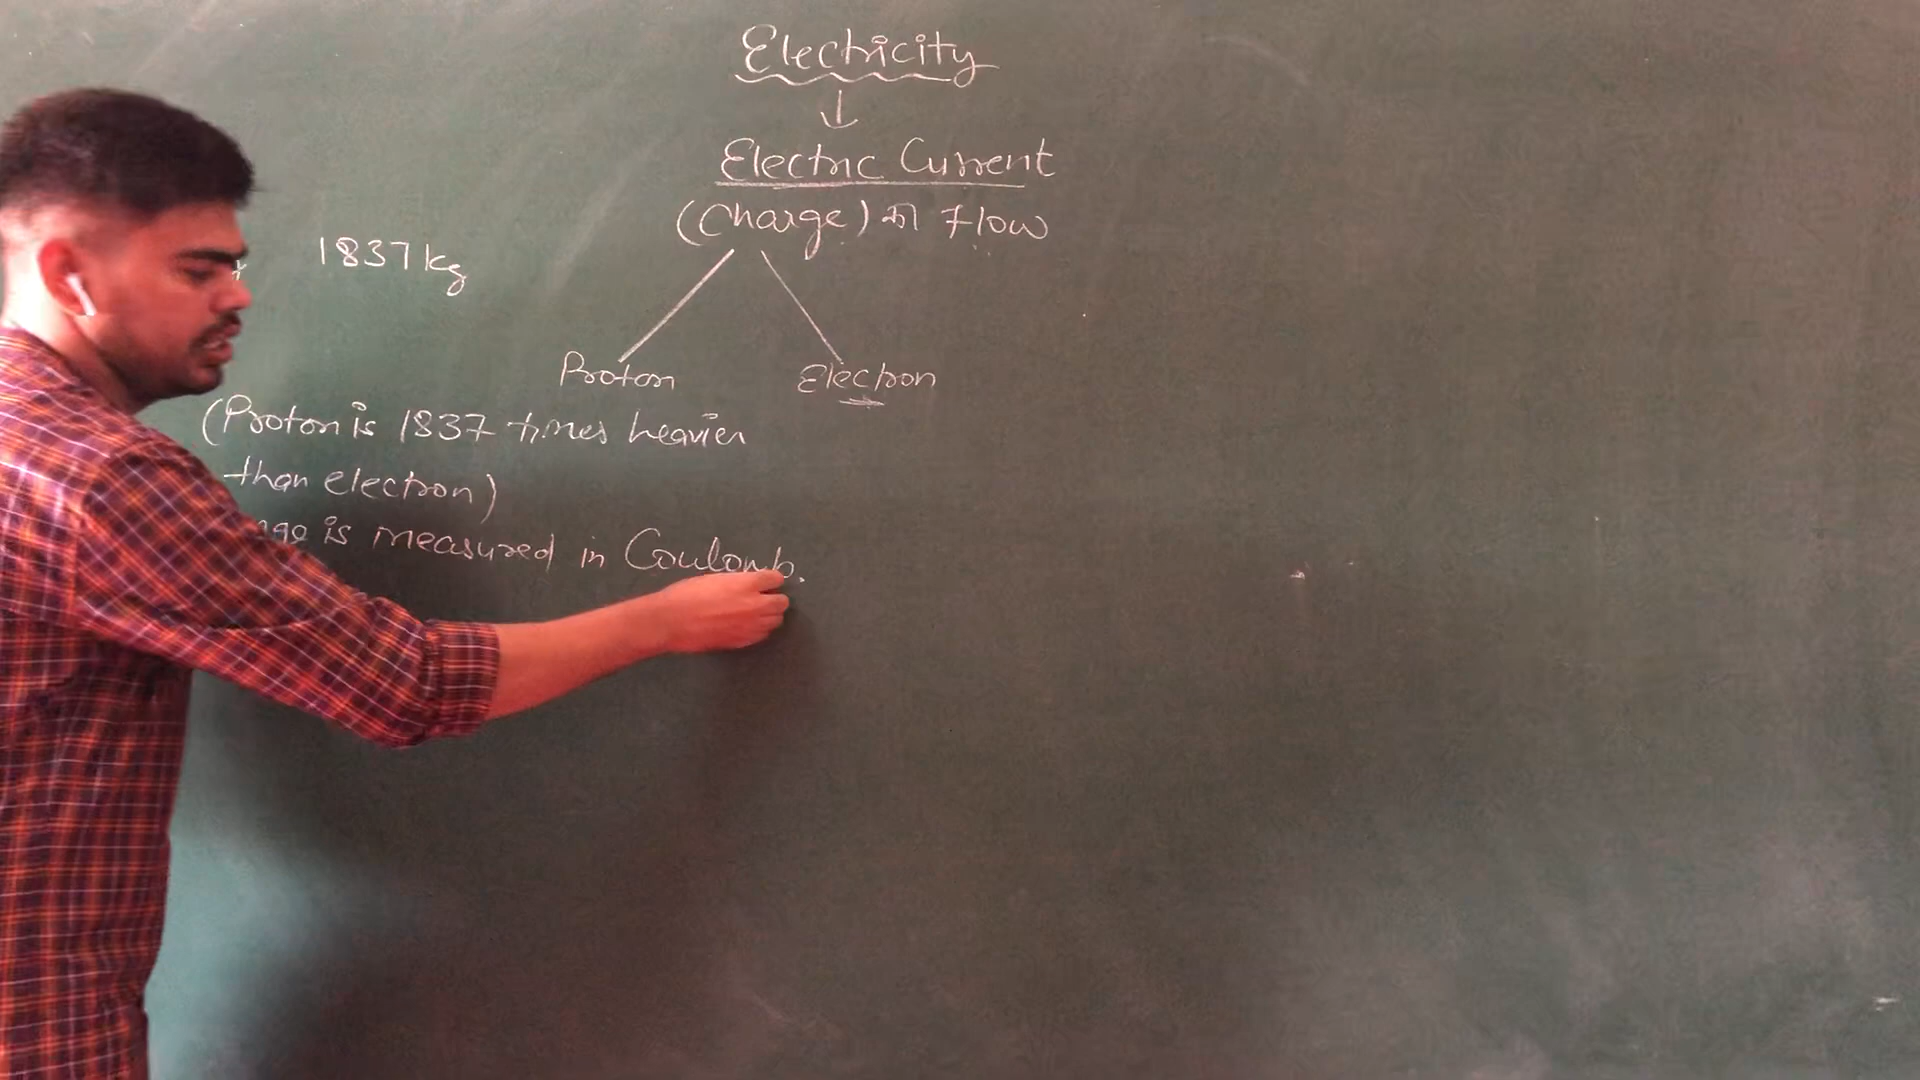 Electricity
↓
Electric Current
(Charge) का Flow
1837 kg
Proton Electron
(Proton is 1837 times heavier
than electron)
is measured in Coulomb.